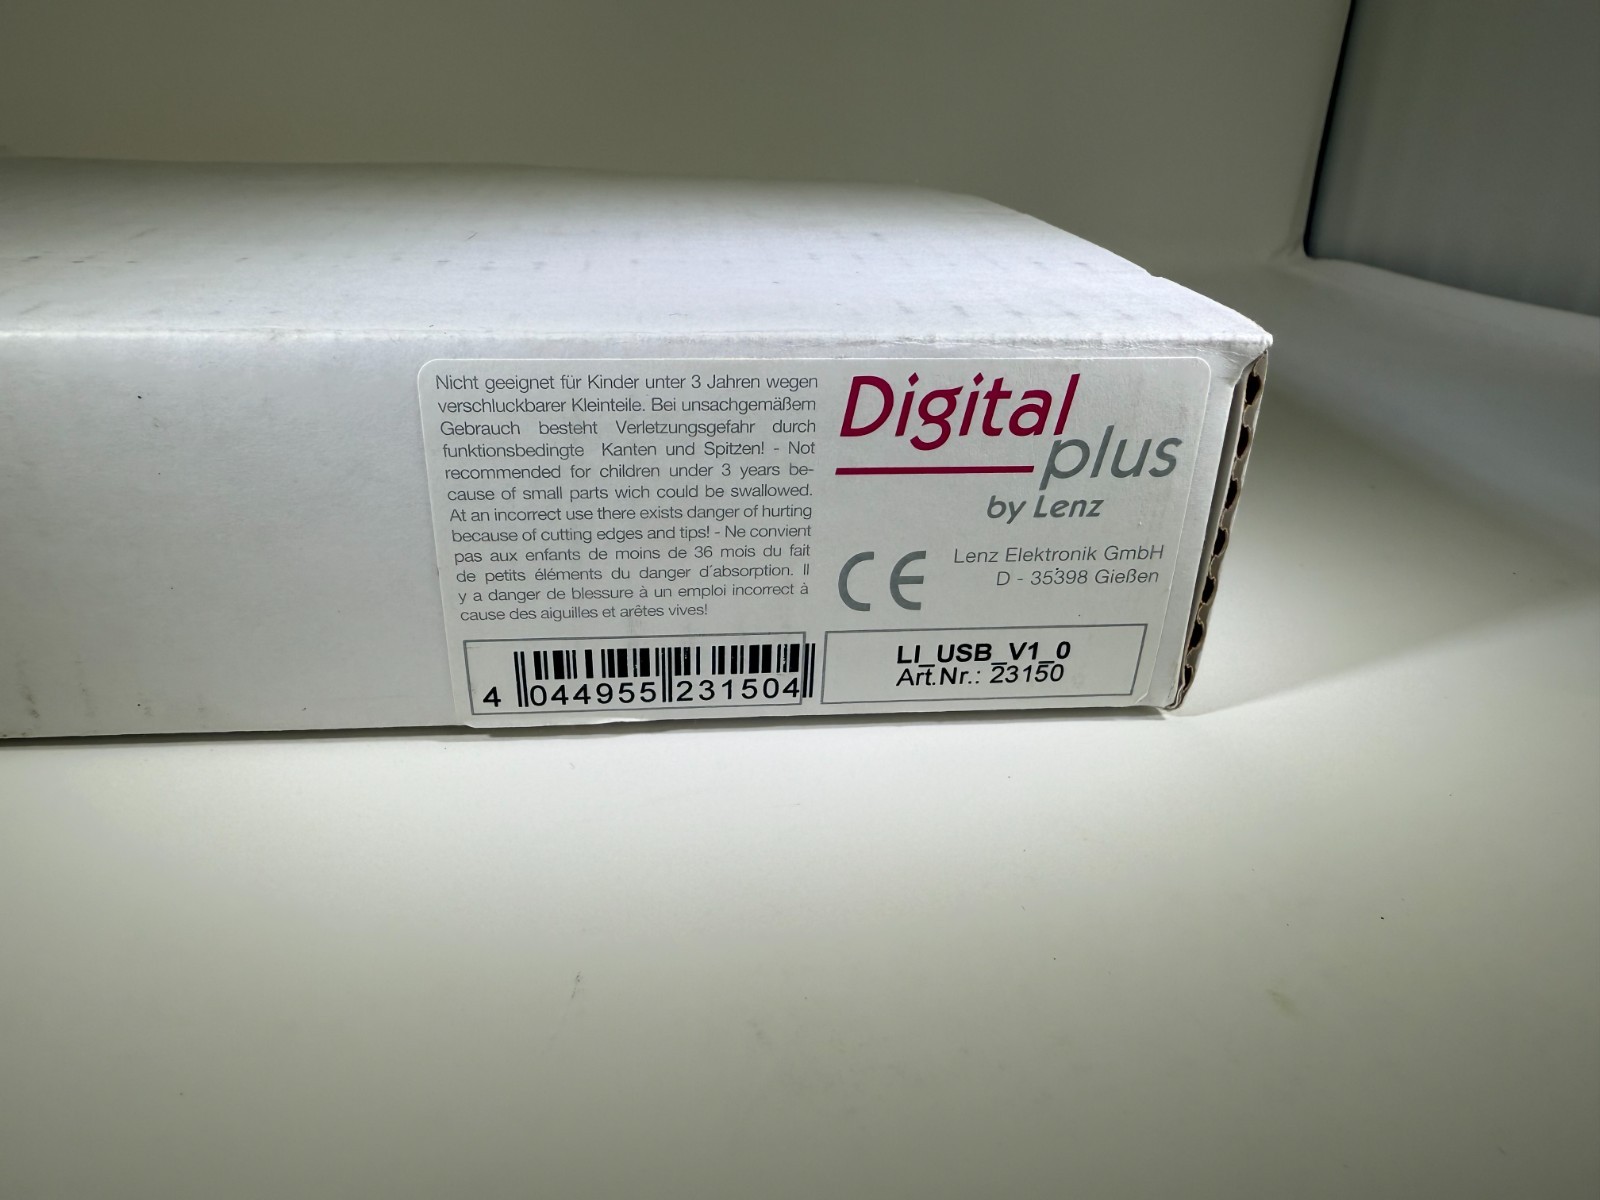 Nicht geeignet für Kinder unter 3 Jahren wegen
verschluckbarer Kleinteile. Bei unsachgemäßem
Gebrauch besteht Verletzungsgefahr durch
funktionsbedingte Kanten und Spitzen! - Not
recommended for children under 3 years be-
cause of small parts wich could be swallowed.
At an incorrect use there exists danger of hurting
because of cutting edges and tips! - Ne convient
pas aux enfants de moins de 36 mois du fait
de petits éléments du danger d'absorption. Il
y a danger de blessure à un emploi incorrect à
cause des aiguilles et arêtes vives!
4 044955 231504
Digital
plus
by Lenz
CE
Lenz Elektronik GmbH
D - 35398 Gießen
LI_USB_V1_0
Art.Nr.: 23150